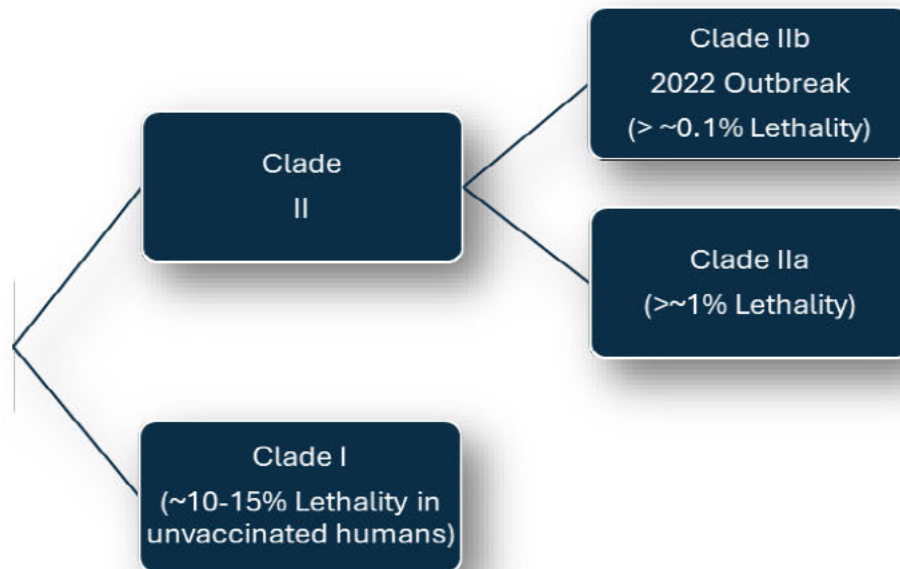 Clade IIb
2022 Outbreak
(> ~0.1% Lethality)
Clade
II
Clade IIa
(>~1% Lethality)
Clade I
(~10-15% Lethality in
unvaccinated humans)